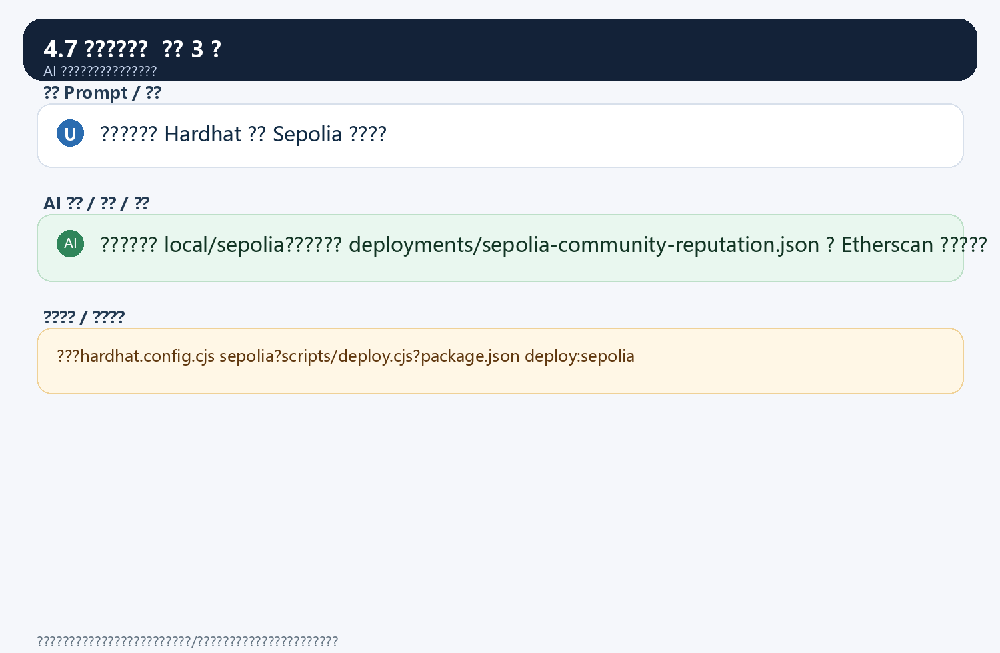 4.7 ??????  ?? 3 ?
AI ???????????????
?? Prompt / ??
U
?????? Hardhat ?? Sepolia ????
AI ?? / ?? / ??
AI
?????? local/sepolia?????? deployments/sepolia-community-reputation.json ? Etherscan ?????
???? / ????
???hardhat.config.cjs sepolia?scripts/deploy.cjs?package.json deploy:sepolia
????????????????????????/??????????????????????